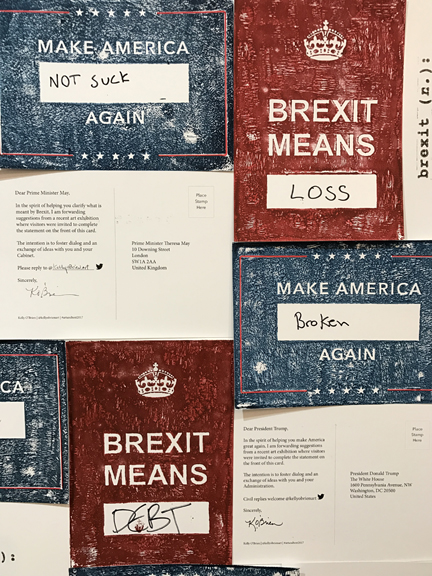 MAKE AMERICA
NOT SUCK
AGAIN
BREXIT
MEANS
LOSS
brexit (n.):
Dear Prime Minister May,
In the spirit of helping you clarify what is
meant by Brexit, I am forwarding
suggestions from a recent art exhibition
where visitors were invited to complete
the statement on the front of this card.
The intention is to foster dialog and an
exchange of ideas with you and your
Cabinet.
Please reply to
Sincerely,
Place
Stamp
Here
Prime Minister Theresa May
10 Downing Street
London
SW1A 2AA
United Kingdom
MAKE AMERICA
Broken
AGAIN
CA
BREXIT
MEANS
DEBT
Dear President Trump,
In the spirit of helping you make America
great again, I am forwarding suggestions
from a recent art exhibition where visitors
were invited to complete the statement on
the front of this card.
The intention is to foster dialog and an
exchange of ideas with you and your
Administration.
Civil replies welcome
Sincerely,
Place
Stamp
Here
President Donald Trump
The White House
1600 Pennsylvania Avenue, NW
Washington, DC 20500
United States
):